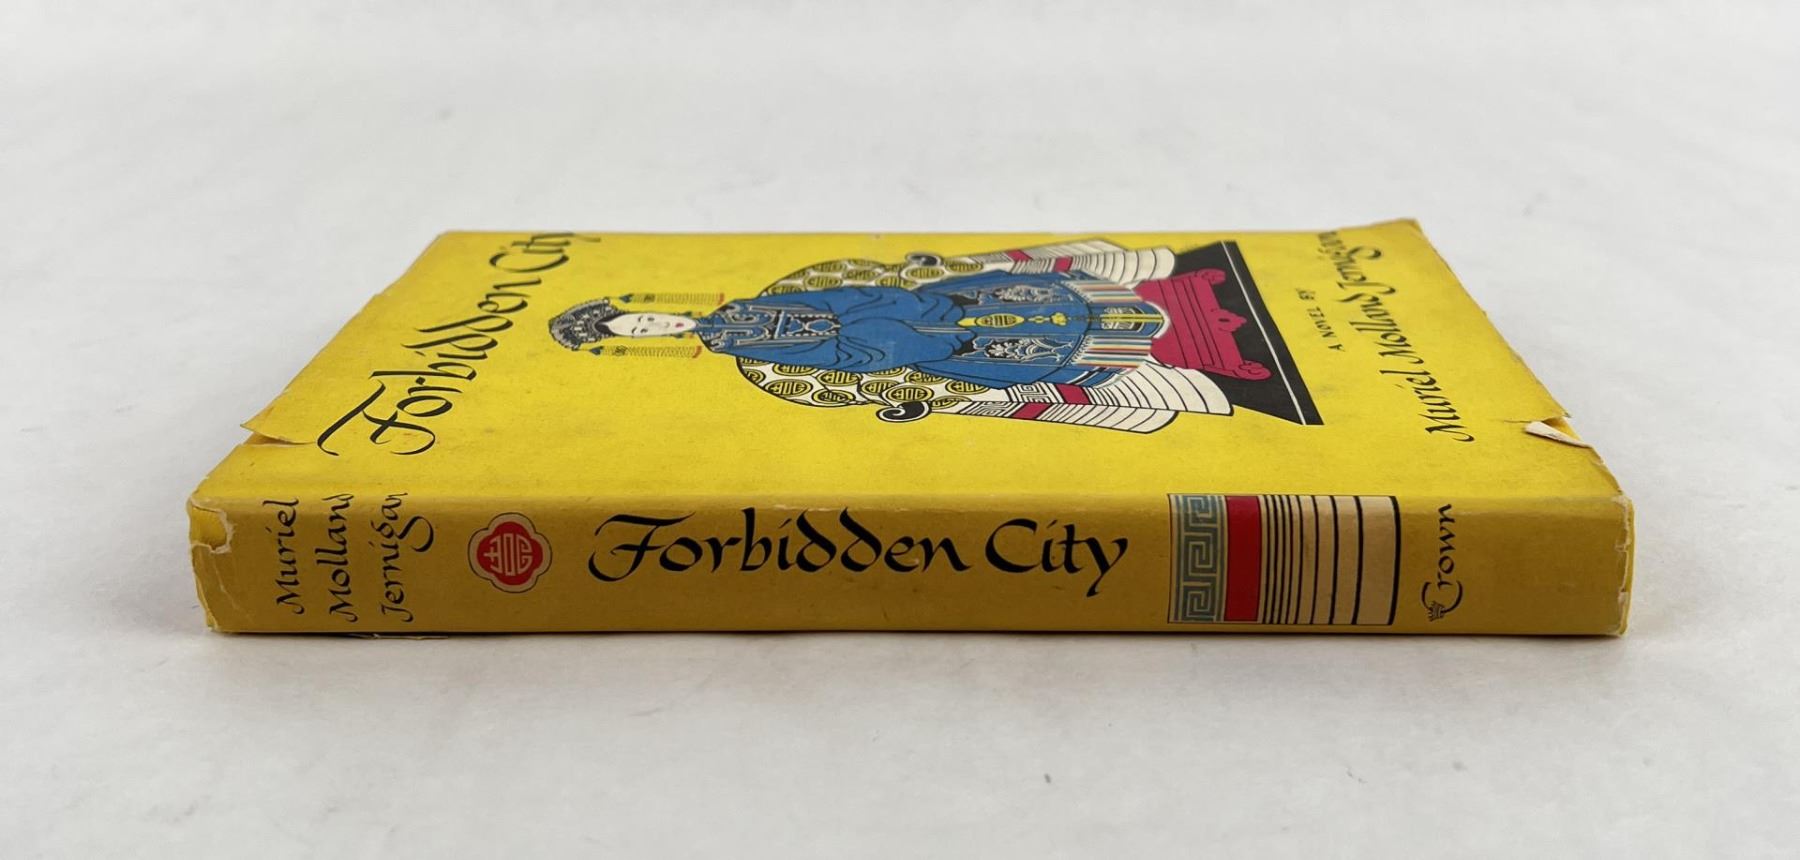 Forbidden City
A NOVEL BY
Muriel Molland Jernigan
Muriel
Molland
Jernigan
Forbidden City
Crown